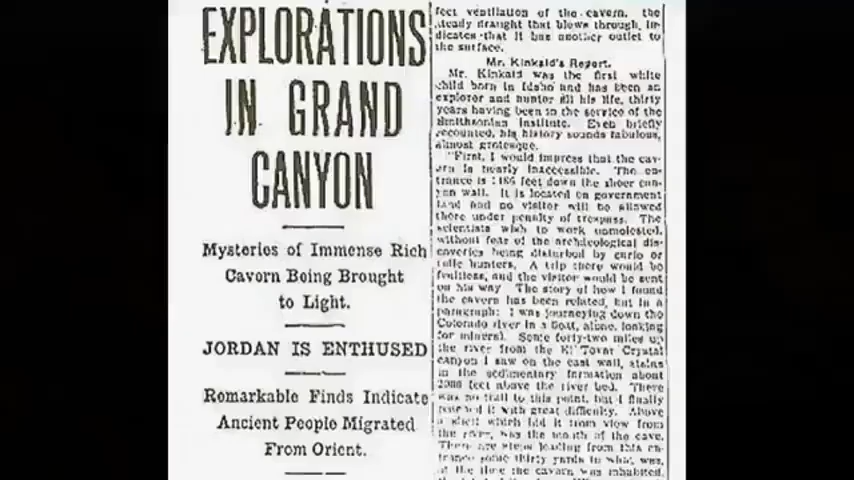 EXPLORATIONS
IN GRAND
CANYON
Mysteries of Immense Rich
Cavern Being Brought
to Light.
JORDAN IS ENTHUSED
Remarkable Finds Indicate
Ancient People Migrated
From Orient.
fect ventilation of the cavern, the
steady draught that blows through, in-
dicates that it has another outlet to
the surface.
Mr. Kinkaid's Report.
Mr. Kinkaid was the first white
child born in Idaho and has been an
explorer and hunter all his life, thirty
years having been in the service of the
Smithsonian Institute. Even briefly
recounted, his history sounds fabulous,
almost grotesque.
"First, I would impress that the cav-
ern is nearly inaccessible. The en-
trance is 1486 feet down the sheer can-
yon wall. It is located on government
land and no visitor will be allowed
there under penalty of trespass. The
scientists wish to work unmolested,
without fear of the archeological dis-
coveries being disturbed by curio or
relic hunters. A trip there would be
fruitless, and the visitor would be sent
on his way. The story of how I found
the cavern has been related, but in a
paragraph: I was journeying down the
Colorado river in a boat, alone, looking
for mineral. Some forty-two miles up
the river from the El Tovar Crystal
canyon I saw on the east wall, stains
in the sedimentary formation about
2000 feet above the river bed. There
was no trail to this point, but I finally
reached it with great difficulty. Above
a shelf which hid it from view from
the river, was the mouth of the cave.
There are steps leading from this en-
trance some thirty yards to what was,
at the time the cavern was inhabited,